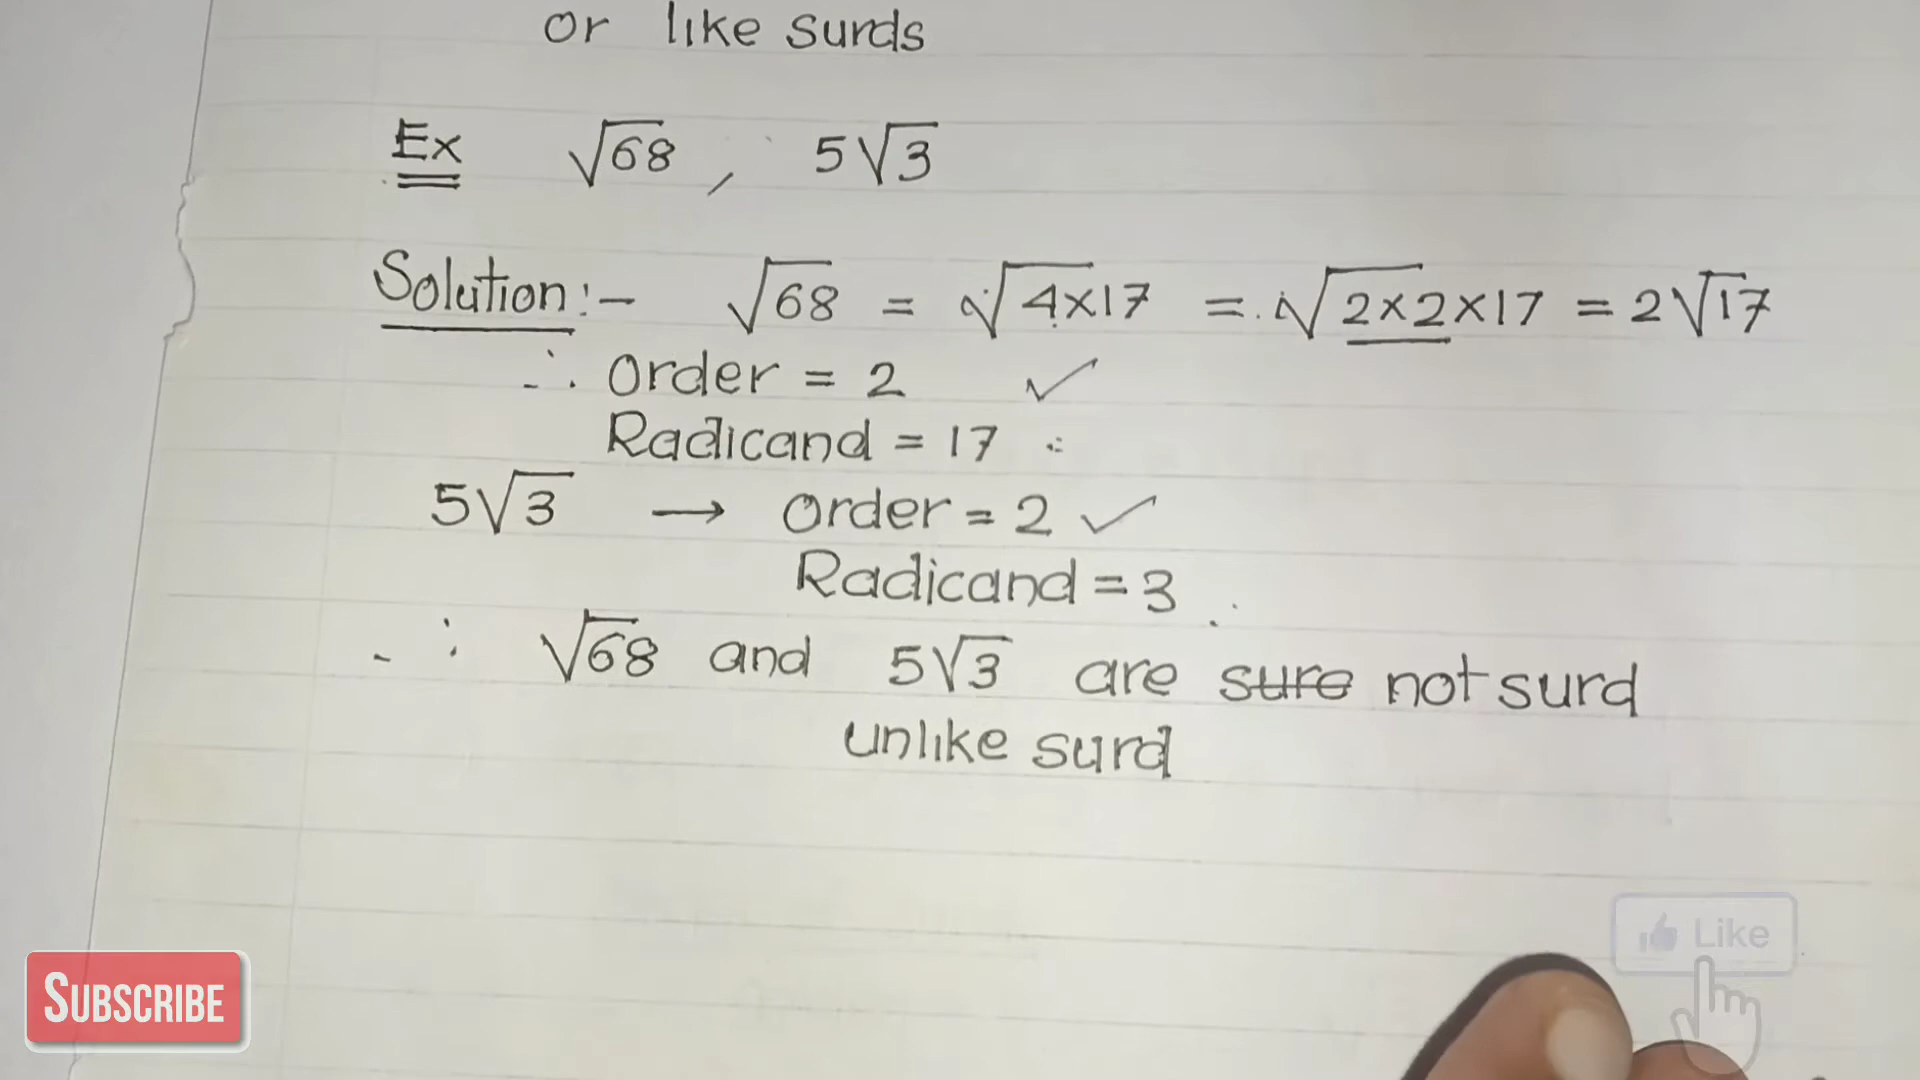 or like surds
Ex √68 , 5√3
Solution:- √68 = √4×17 = √2×2×17 = 2√17
∴ Order = 2 ✓
Radicand = 17 :
5√3 → Order = 2 ✓
Radicand = 3
∴ √68 and 5√3 are sure not surd
unlike surd
Like
SUBSCRIBE